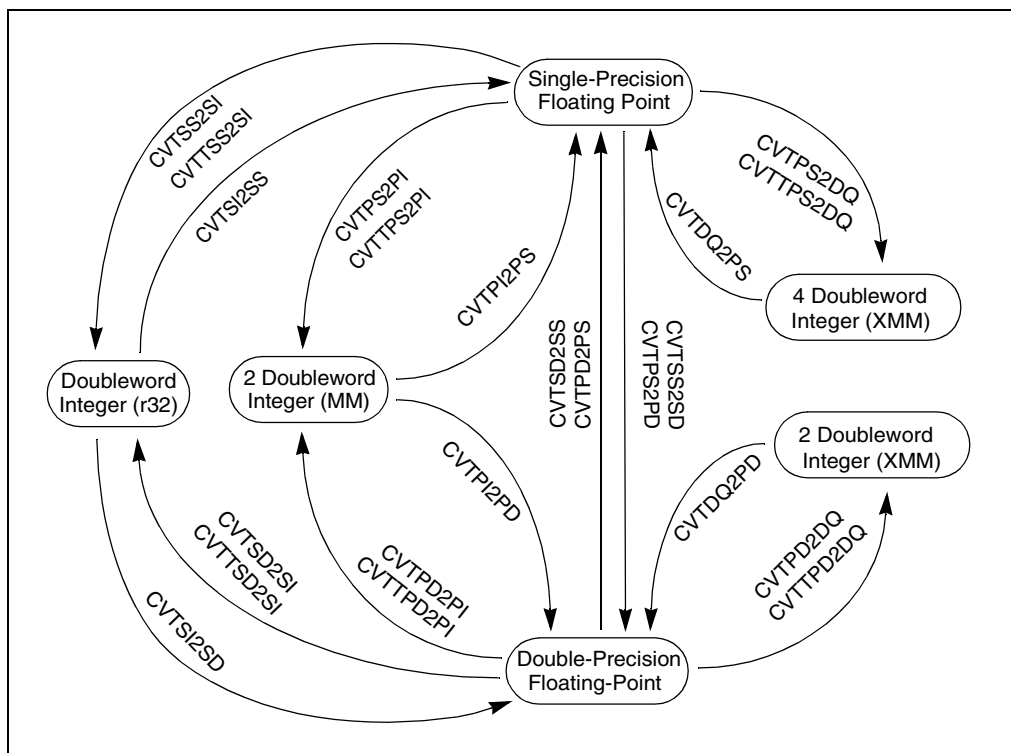 Single-Precision
Floating Point
CVTSS2SI
CVTTSS2SI
CVTSI2SS
CVTPS2PI
CVTTPS2PI
CVTPI2PS
CVTPS2DQ
CVTTPS2DQ
CVTDQ2PS
4 Doubleword
Integer (XMM)
Doubleword
Integer (r32)
2 Doubleword
Integer (MM)
CVTSD2SS
CVTPD2PS
CVTSS2SD
CVTPS2PD
2 Doubleword
Integer (XMM)
CVTPI2PD
CVTDQ2PD
CVTPD2DQ
CVTTPD2DQ
CVTSD2SI
CVTTSD2SI
CVTPD2PI
CVTTPD2PI
CVTSI2SD
Double-Precision
Floating-Point